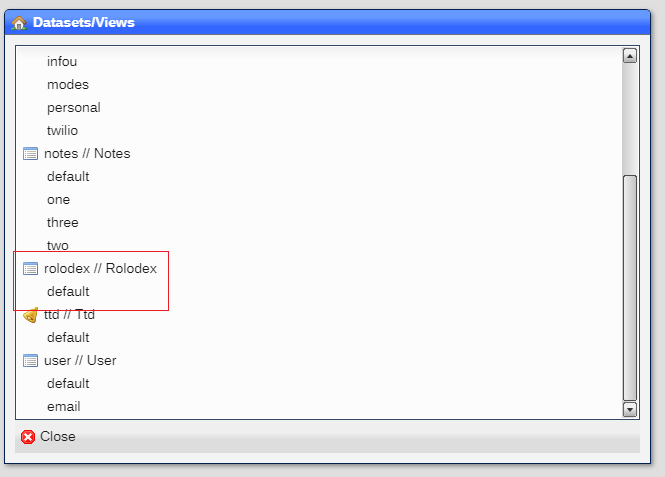 Datasets/Views
infou
modes
personal
twilio
notes // Notes
default
one
three
two
rolodex // Rolodex
default
ttd // Ttd
default
user // User
default
email
Close